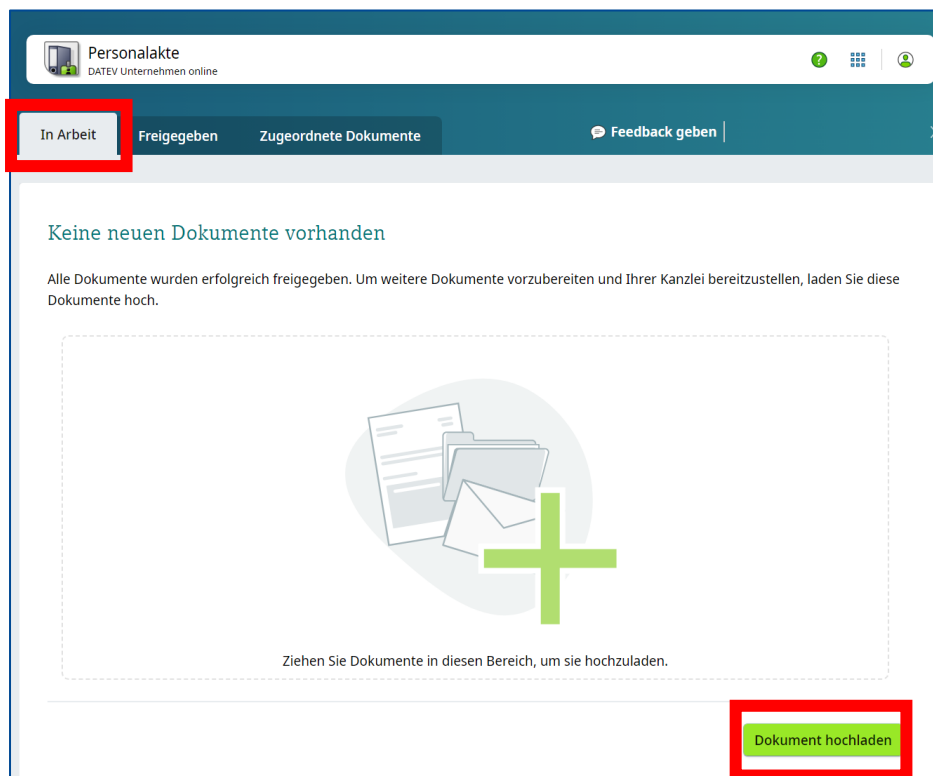 Personalakte
DATEV Unternehmen online
?
In Arbeit
Freigegeben
Zugeordnete Dokumente
Feedback geben
Keine neuen Dokumente vorhanden
Alle Dokumente wurden erfolgreich freigegeben. Um weitere Dokumente vorzubereiten und Ihrer Kanzlei bereitzustellen, laden Sie diese
Dokumente hoch.
Ziehen Sie Dokumente in diesen Bereich, um sie hochzuladen.
Dokument hochladen